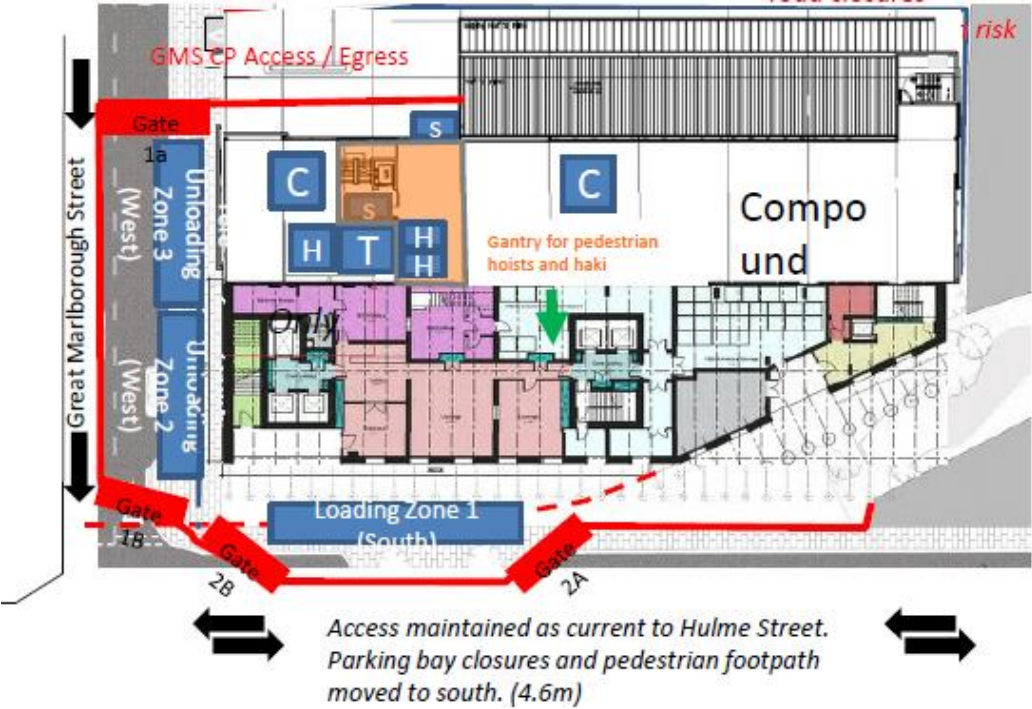 road closures
risk
GMS CP Access / Egress
Gate
1a
S
C
C
S
H
T
H
H
Compo
und
Gantry for pedestrian
hoists and haki
Only
Great Marlborough Street
Unloading
Zone 3
(West)
Unloading
Zone 2
(West)
Gate
1B
Gate
2B
Loading Zone 1
(South)
Gate
2A
Access maintained as current to Hulme Street.
Parking bay closures and pedestrian footpath
moved to south. (4.6m)